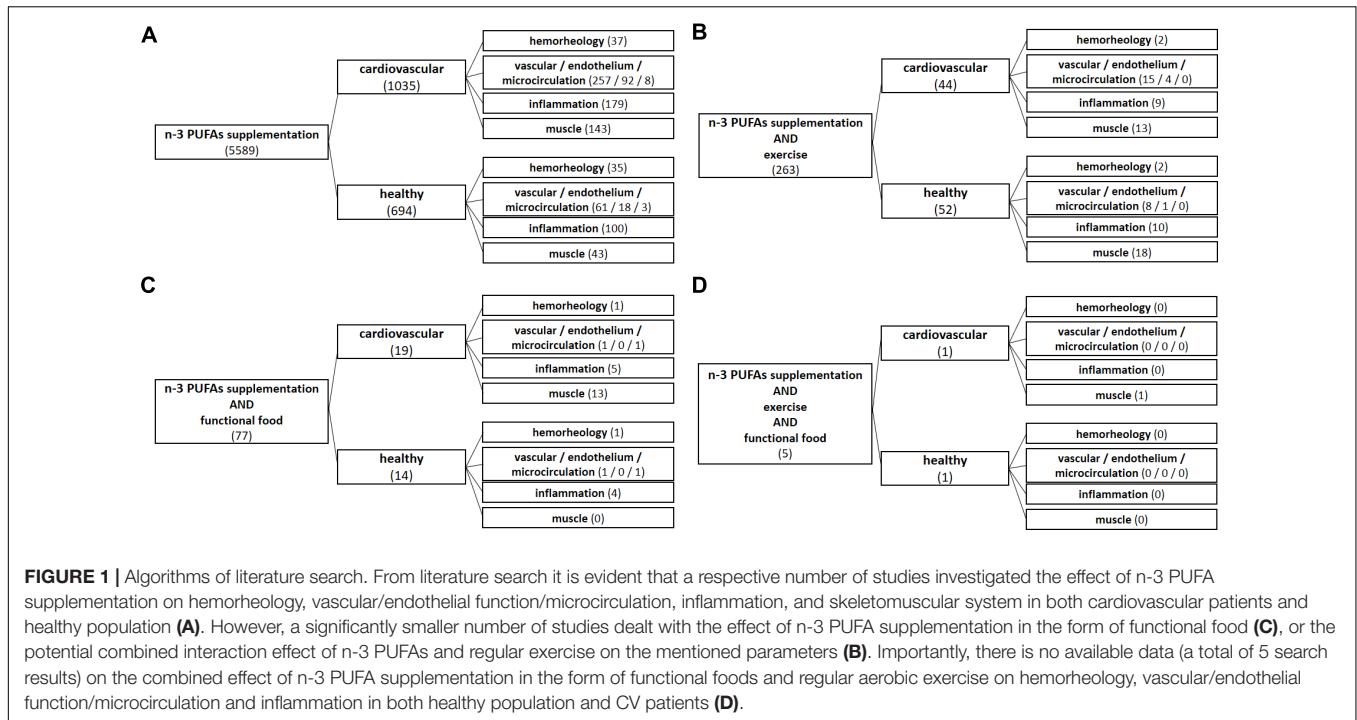 A
n-3 PUFAs supplementation
(5589)
cardiovascular
(1035)
hemorheology (37)
vascular / endothelium /
microcirculation (257 / 92 / 8)
inflammation (179)
muscle (143)
healthy
(694)
hemorheology (35)
vascular / endothelium /
microcirculation (61 / 18 / 3)
inflammation (100)
muscle (43)
B
n-3 PUFAs supplementation
AND
exercise
(263)
cardiovascular
(44)
hemorheology (2)
vascular / endothelium /
microcirculation (15 / 4 / 0)
inflammation (9)
muscle (13)
healthy
(52)
hemorheology (2)
vascular / endothelium /
microcirculation (8 / 1 / 0)
inflammation (10)
muscle (18)
C
n-3 PUFAs supplementation
AND
functional food
(77)
cardiovascular
(19)
hemorheology (1)
vascular / endothelium /
microcirculation (1 / 0 / 1)
inflammation (5)
muscle (13)
healthy
(14)
hemorheology (1)
vascular / endothelium /
microcirculation (1 / 0 / 1)
inflammation (4)
muscle (0)
D
n-3 PUFAs supplementation
AND
exercise
AND
functional food
(5)
cardiovascular
(1)
hemorheology (0)
vascular / endothelium /
microcirculation (0 / 0 / 0)
inflammation (0)
muscle (1)
healthy
(1)
hemorheology (0)
vascular / endothelium /
microcirculation (0 / 0 / 0)
inflammation (0)
muscle (0)
FIGURE 1 | Algorithms of literature search. From literature search it is evident that a respective number of studies investigated the effect of n-3 PUFA
supplementation on hemorheology, vascular/endothelial function/microcirculation, inflammation, and skeletomuscular system in both cardiovascular patients and
healthy population (A). However, a significantly smaller number of studies dealt with the effect of n-3 PUFA supplementation in the form of functional food (C), or the
potential combined interaction effect of n-3 PUFAs and regular exercise on the mentioned parameters (B). Importantly, there is no available data (a total of 5 search
results) on the combined effect of n-3 PUFA supplementation in the form of functional foods and regular aerobic exercise on hemorheology, vascular/endothelial
function/microcirculation and inflammation in both healthy population and CV patients (D).